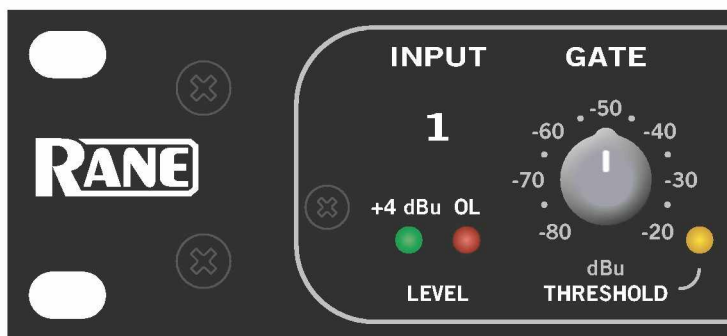 RANE
INPUT
1
+4 dBu OL
LEVEL
GATE
-50
-60 -40
-70 -30
-80 -20
dBu
THRESHOLD